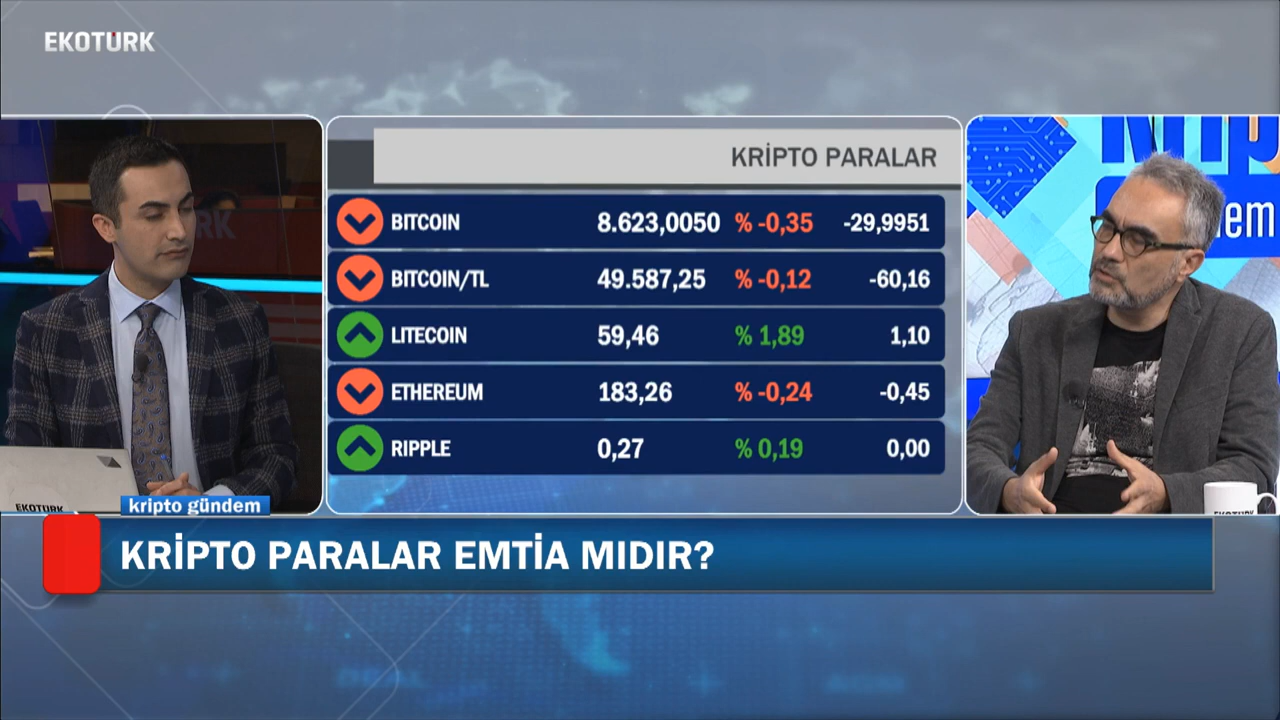 EKOTÜRK
KRİPTO PARALAR
BITCOIN 8.623,0050 % -0,35 -29,9951
BITCOIN/TL 49.587,25 % -0,12 -60,16
LITECOIN 59,46 % 1,89 1,10
ETHEREUM 183,26 % -0,24 -0,45
RIPPLE 0,27 % 0,19 0,00
EKOTÜRK
EKOTÜRK
kripto gündem
KRİPTO PARALAR EMTİA MIDIR?